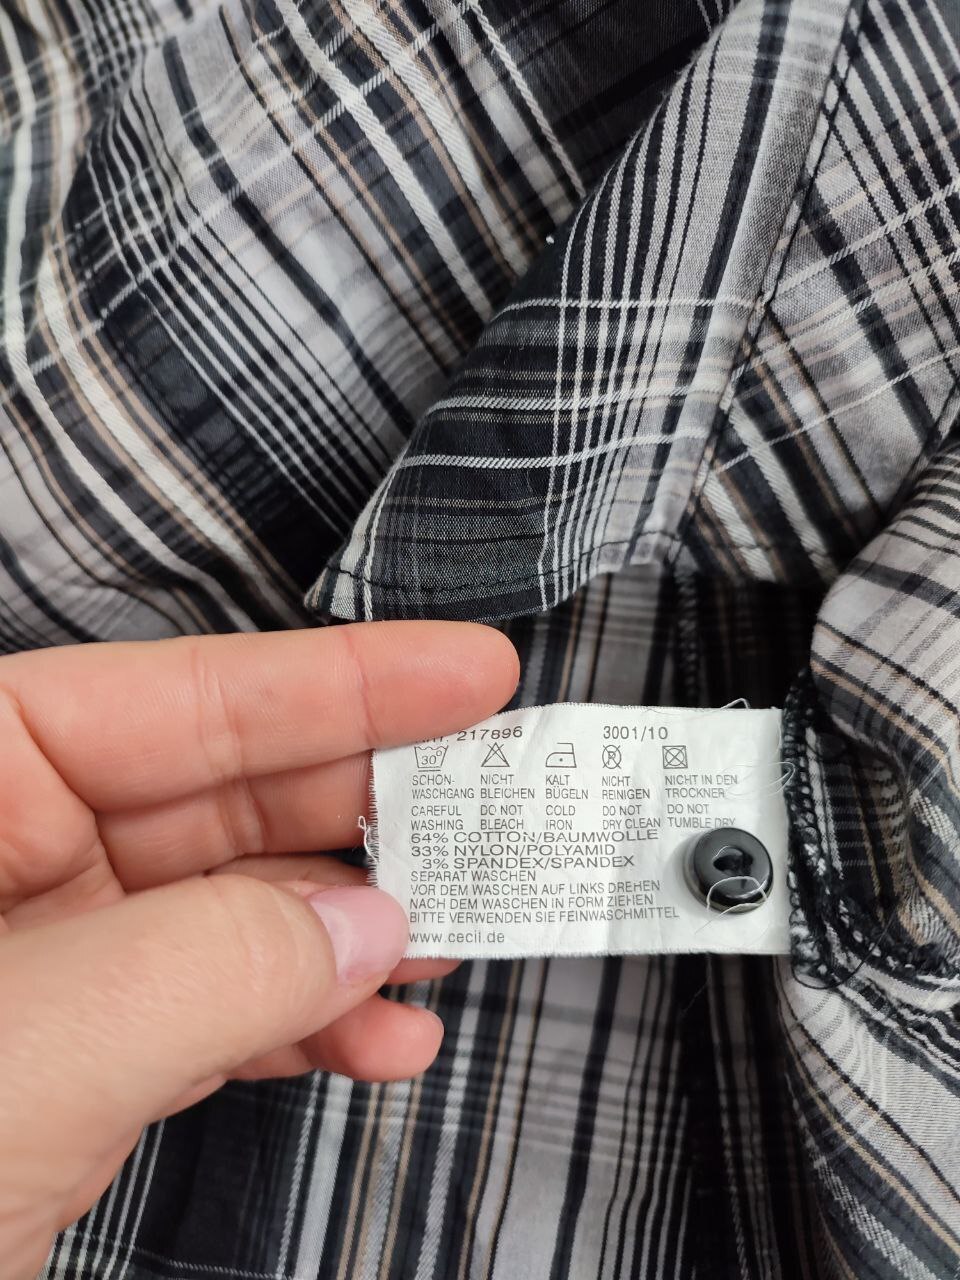 217896 3001/10
30°
SCHON- NICHT KALT NICHT NICHT IN DEN
WASCHGANG BLEICHEN BÜGELN REINIGEN TROCKNER
CAREFUL DO NOT COLD DO NOT DO NOT
WASHING BLEACH IRON DRY CLEAN TUMBLE DRY
64% COTTON/BAUMWOLLE
33% NYLON/POLYAMID
3% SPANDEX/SPANDEX
SEPARAT WASCHEN
VOR DEM WASCHEN AUF LINKS DREHEN
NACH DEM WASCHEN IN FORM ZIEHEN
BITTE VERWENDEN SIE FEINWASCHMITTEL
www.cecil.de